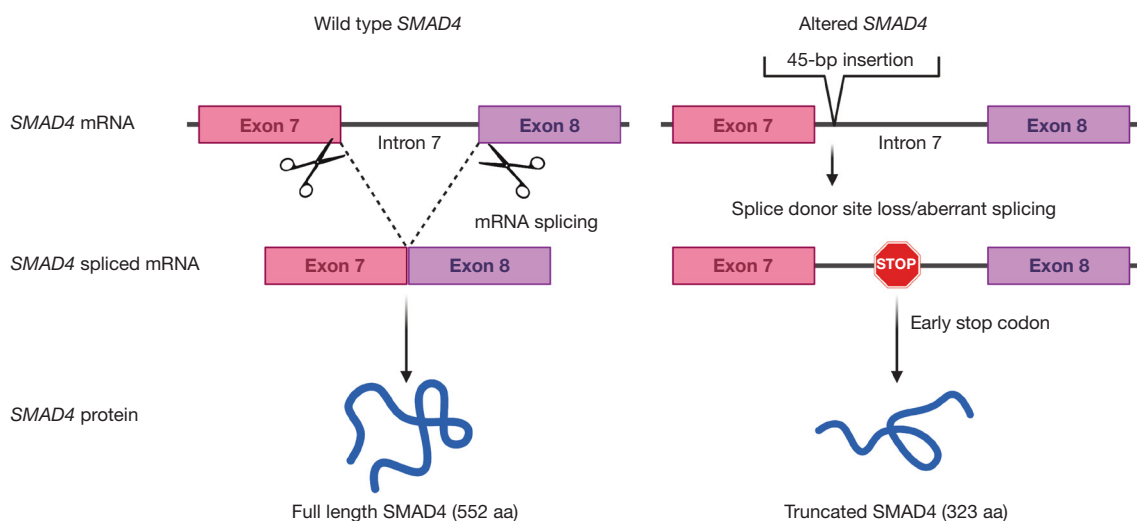 Wild type SMAD4
Altered SMAD4
45-bp insertion
SMAD4 mRNA
Exon 7
Intron 7
Exon 8
Exon 7
Intron 7
Exon 8
mRNA splicing
Splice donor site loss/aberrant splicing
SMAD4 spliced mRNA
Exon 7
Exon 8
Exon 7
STOP
Exon 8
Early stop codon
SMAD4 protein
Full length SMAD4 (552 aa)
Truncated SMAD4 (323 aa)